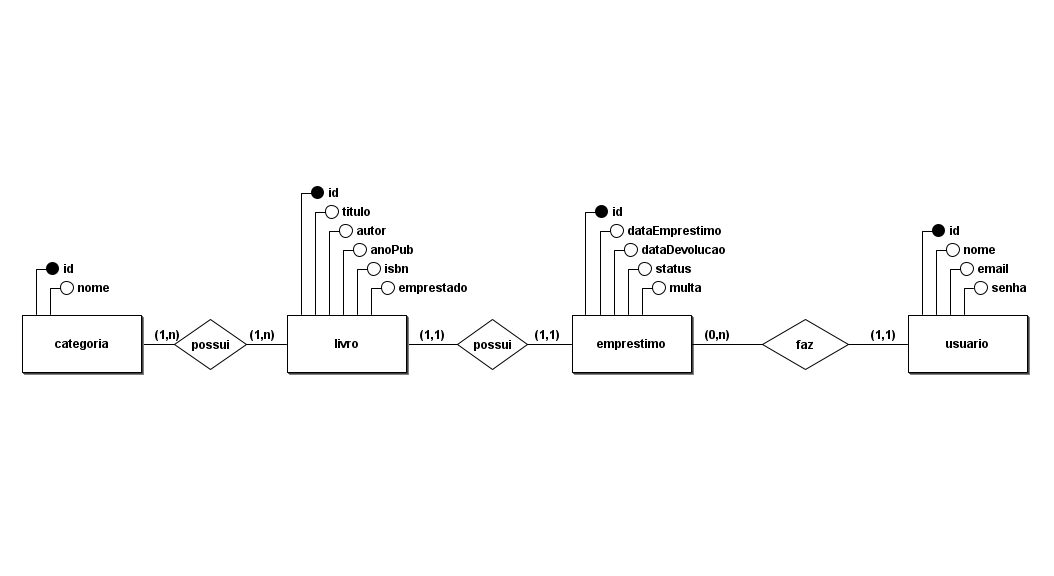 id
nome
categoria
(1,n)
possui
(1,n)
id
titulo
autor
anoPub
isbn
emprestado
livro
(1,1)
possui
(1,1)
id
dataEmprestimo
dataDevolucao
status
multa
emprestimo
(0,n)
faz
(1,1)
id
nome
email
senha
usuario